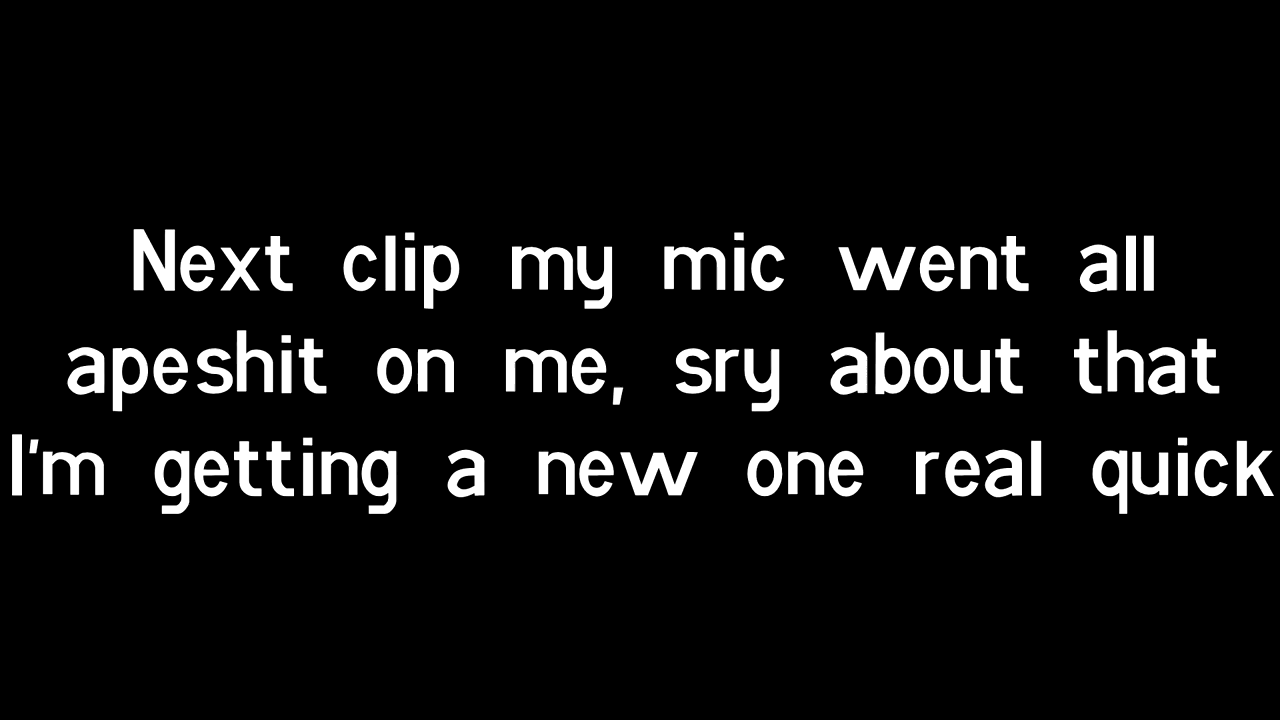 Next clip my mic went all
apeshit on me, sry about that
I'm getting a new one real quick